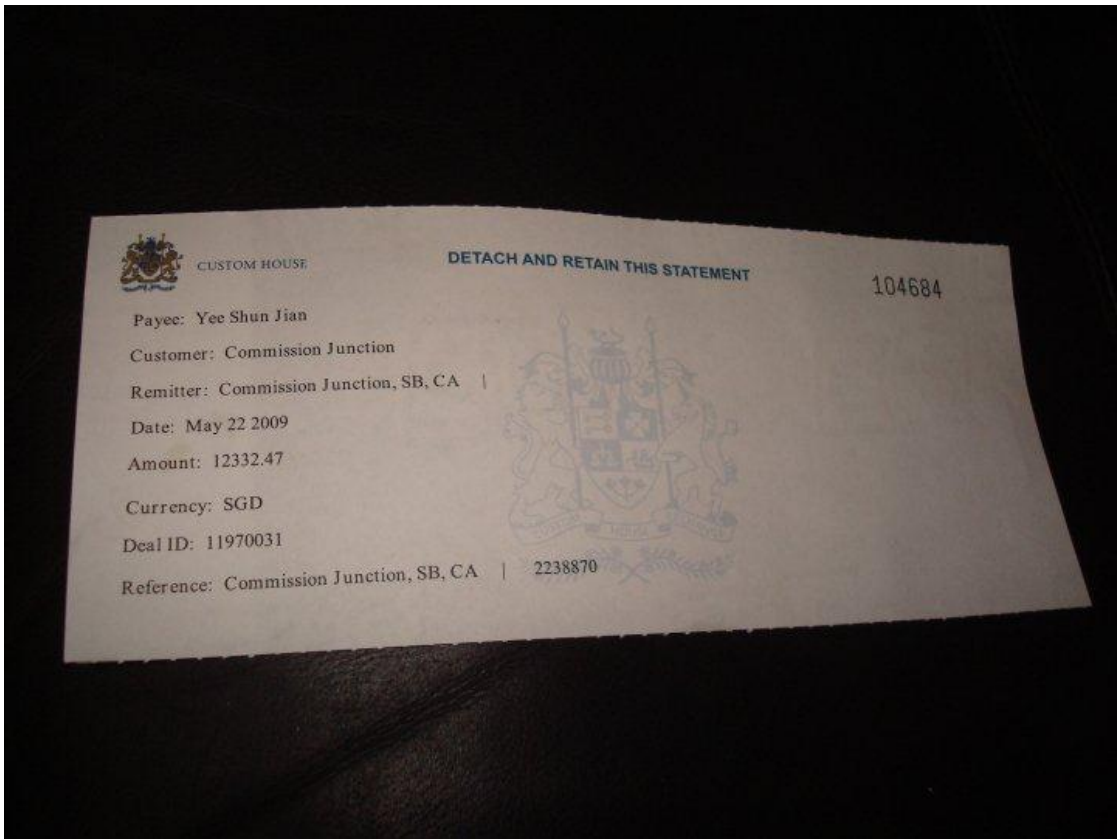 CUSTOM HOUSE
DETACH AND RETAIN THIS STATEMENT
104684
Payee: Yee Shun Jian
Customer: Commission Junction
Remitter: Commission Junction, SB, CA |
Date: May 22 2009
Amount: 12332.47
Currency: SGD
Deal ID: 11970031
Reference: Commission Junction, SB, CA | 2238870